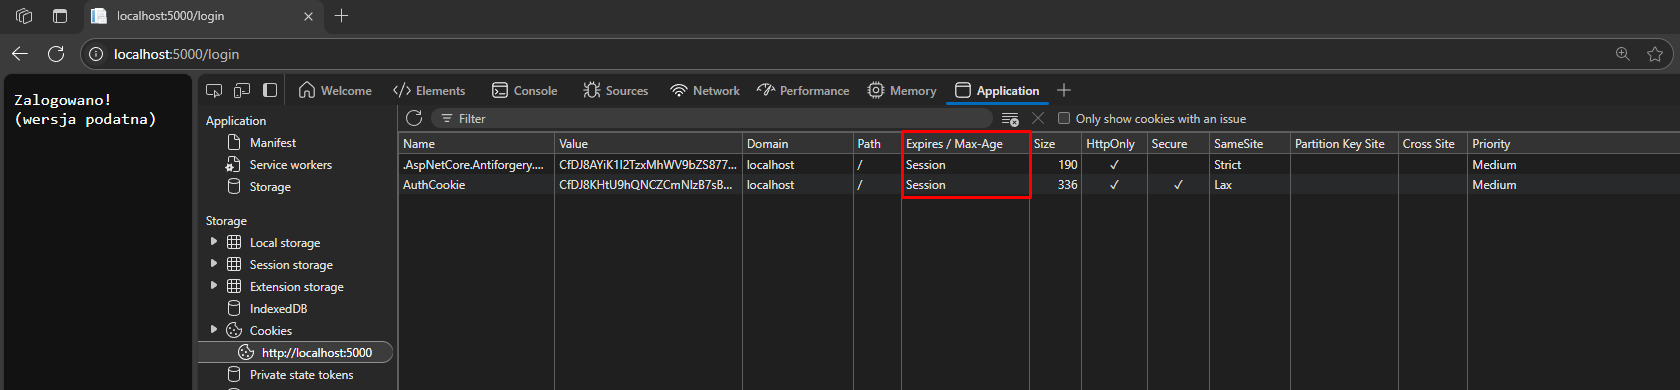 localhost:5000/login
localhost:5000/login
Zalogowano!
(wersja podatna)
Welcome Elements Console Sources Network Performance Memory Application
Application
Manifest
Service workers
Storage
Storage
Local storage
Session storage
Extension storage
IndexedDB
Cookies
http://localhost:5000
Private state tokens
Filter Only show cookies with an issue
Name Value Domain Path Expires / Max-Age Size HttpOnly Secure SameSite Partition Key Site Cross Site Priority
.AspNetCore.Antiforgery.... CfDJ8AYiK1I2TzxMhWV9bZS877... localhost / Session 190 ✓ Strict Medium
AuthCookie CfDJ8KHtU9hQNCZCmNIzB7sB... localhost / Session 336 ✓ ✓ Lax Medium